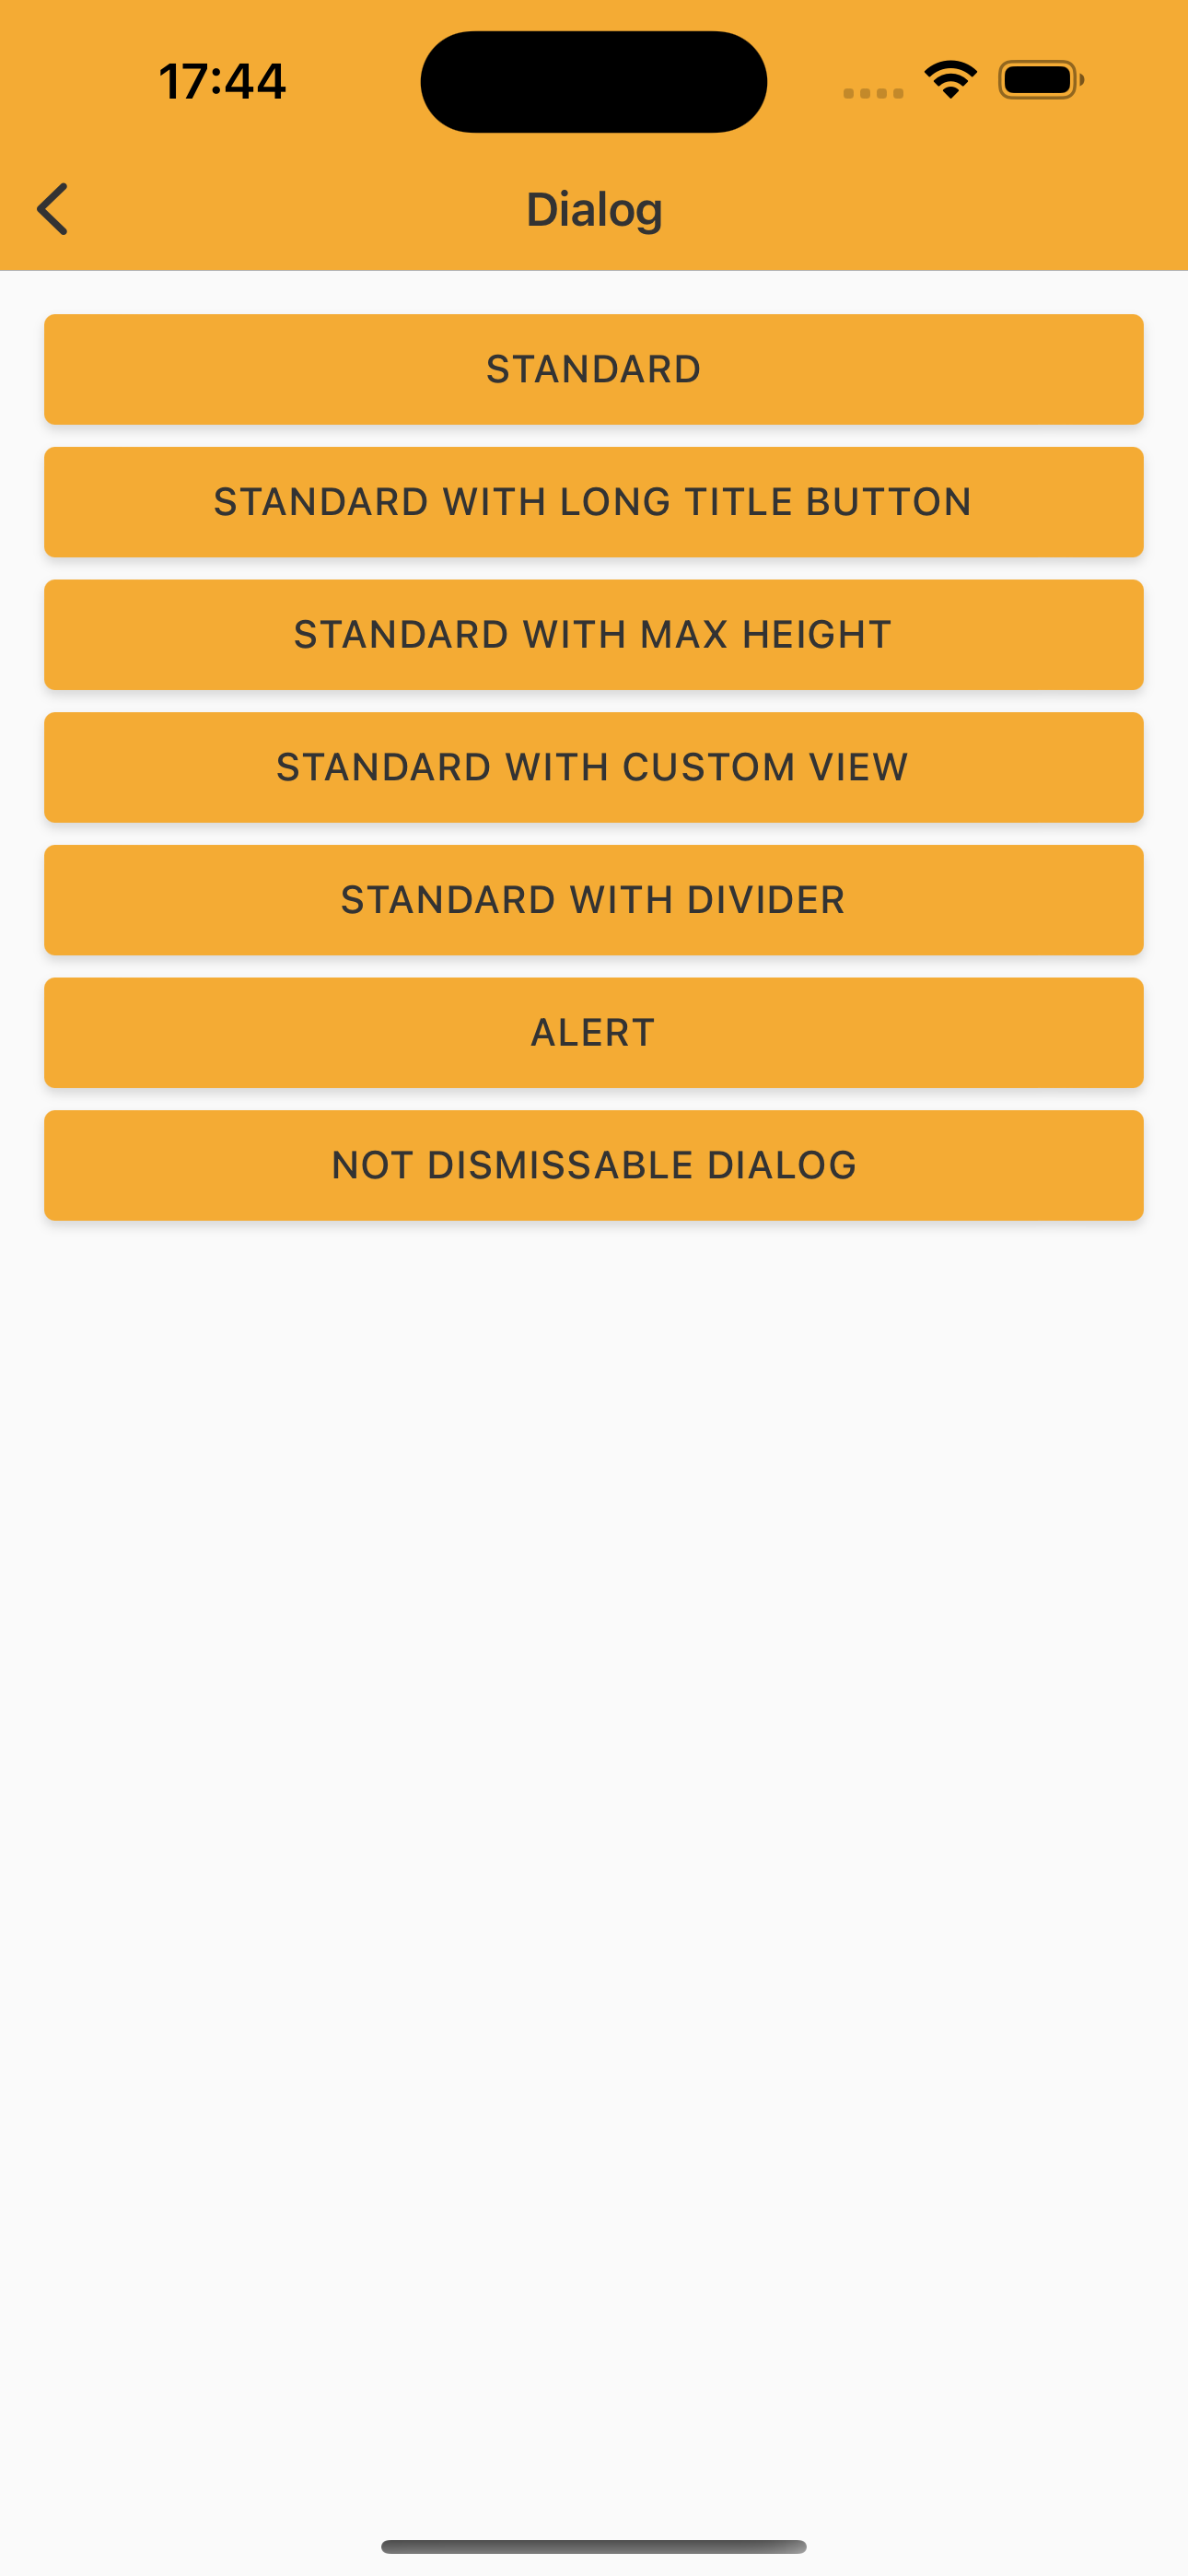 17:44
Dialog
STANDARD
STANDARD WITH LONG TITLE BUTTON
STANDARD WITH MAX HEIGHT
STANDARD WITH CUSTOM VIEW
STANDARD WITH DIVIDER
ALERT
NOT DISMISSABLE DIALOG